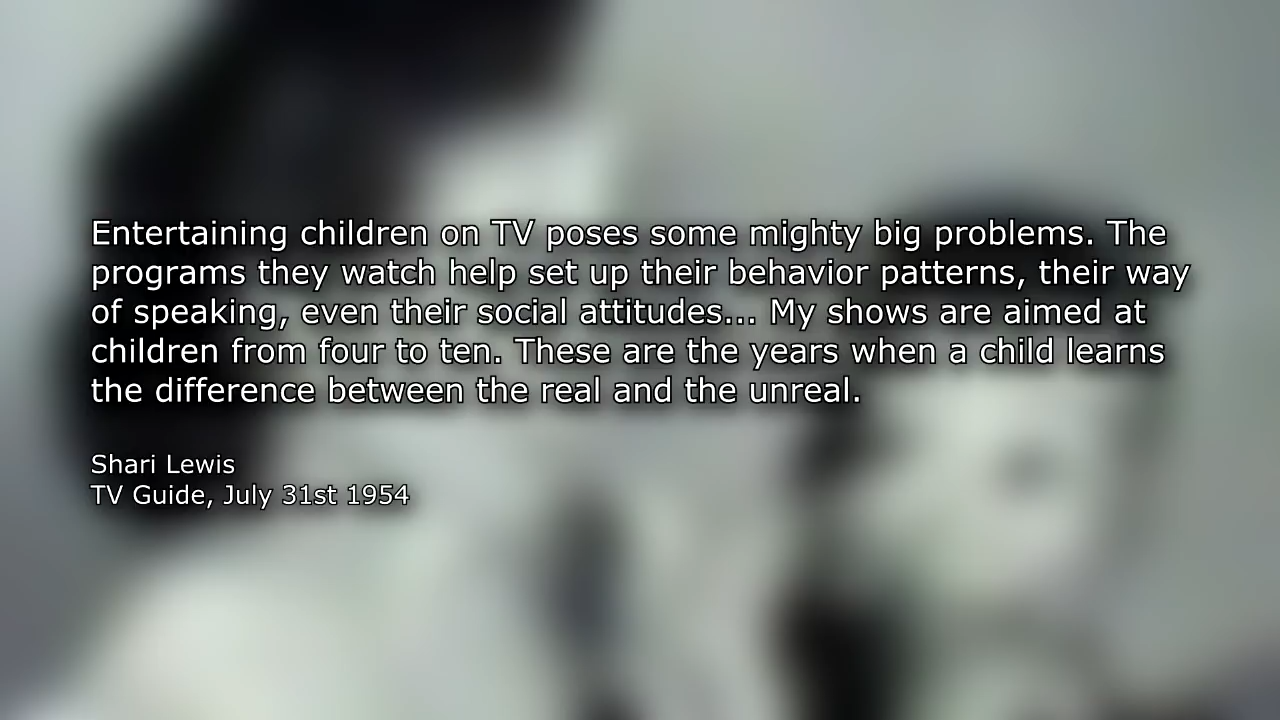 Entertaining children on TV poses some mighty big problems. The
programs they watch help set up their behavior patterns, their way
of speaking, even their social attitudes... My shows are aimed at
children from four to ten. These are the years when a child learns
the difference between the real and the unreal.
Shari Lewis
TV Guide, July 31st 1954